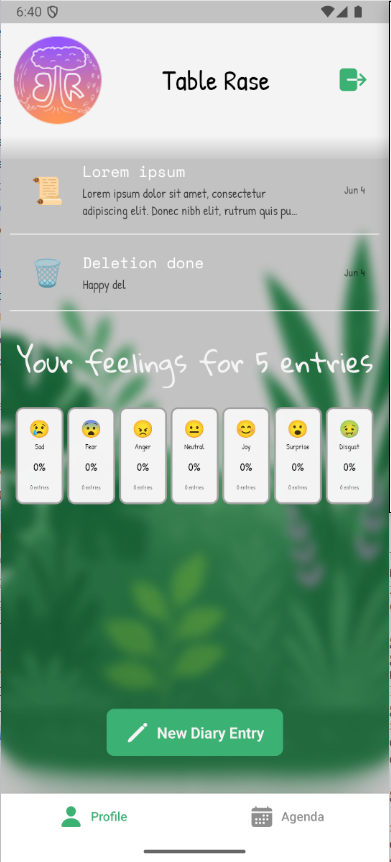 6:40
BTR
Table Rase
Lorem ipsum
Lorem ipsum dolor sit amet, consectetur
adipiscing elit. Donec nibh elit, rutrum quis pu...
Jun 4
Deletion done
Happy del
Jun 4
Your feelings for 5 entries
Sad Fear Anger Neutral Joy Surprise Disgust
0% 0% 0% 0% 0% 0% 0%
0 entries 0 entries 0 entries 0 entries 0 entries 0 entries 0 entries
New Diary Entry
Profile Agenda